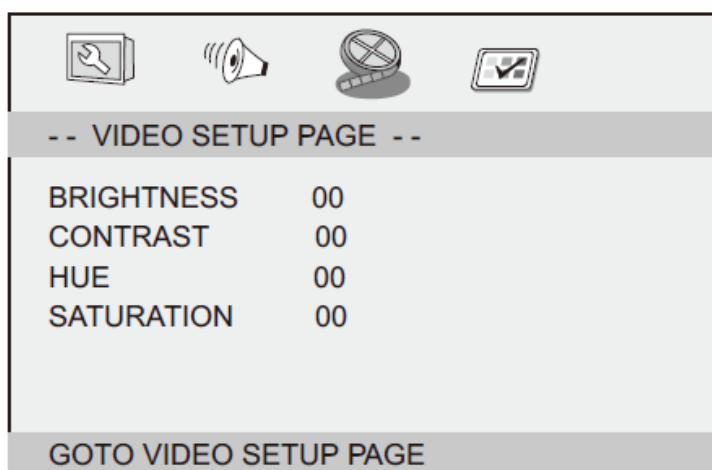 - - VIDEO SETUP PAGE - -
BRIGHTNESS 00
CONTRAST 00
HUE 00
SATURATION 00
GOTO VIDEO SETUP PAGE